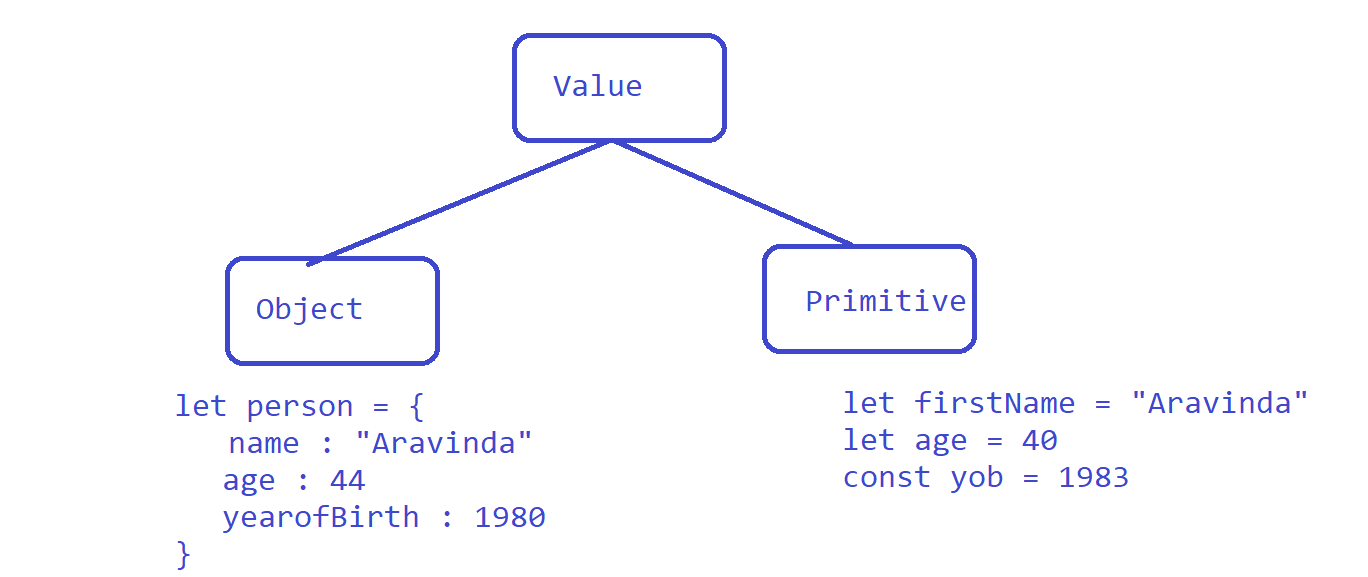 Value
Object
Primitive
let person = {
name : "Aravinda"
age : 44
yearofBirth : 1980
}
let firstName = "Aravinda"
let age = 40
const yob = 1983